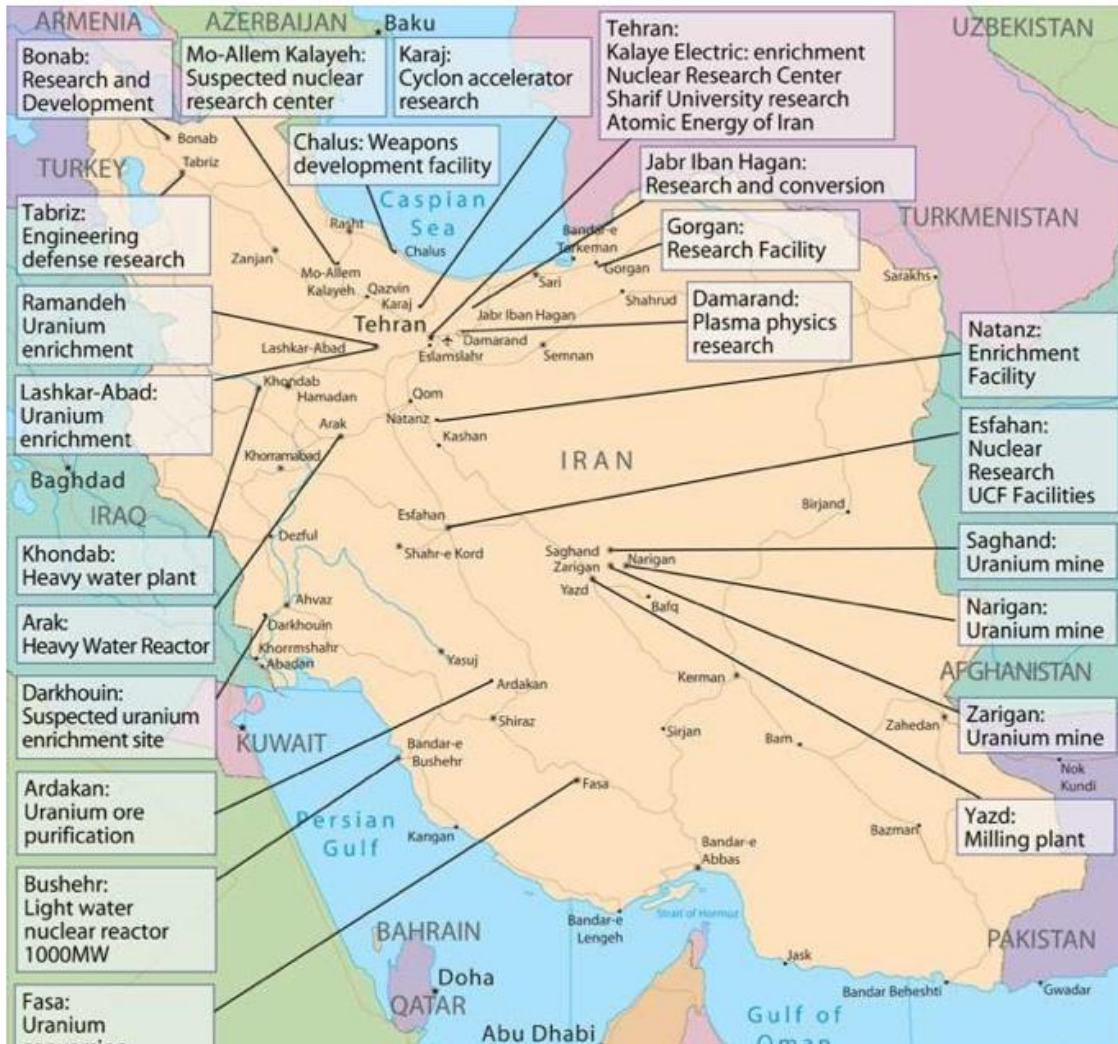 ARMENIA
AZERBAIJAN
Baku
UZBEKISTAN
Bonab:
Research and
Development
Mo-Allem Kalayeh:
Suspected nuclear
research center
Karaj:
Cyclon accelerator
research
Tehran:
Kalaye Electric: enrichment
Nuclear Research Center
Sharif University research
Atomic Energy of Iran
Chalus: Weapons
development facility
Jabr Iban Hagan:
Research and conversion
Gorgan:
Research Facility
TURKEY
TURKMENISTAN
Tabriz:
Engineering
defense research
Caspian
Sea
Bonab
Tabriz
Rasht
Zanjan
Mo-Allem
Kalayeh
Chalus
Qazvin
Karaj
Bandar-e
Torkeman
Gorgan
Sari
Shahrud
Sarakhs
Jabr Iban Hagan
Ramandeh
Uranium
enrichment
Tehran
Lashkar-Abad
Eslamslahr
Damarand
Semnan
Damarand:
Plasma physics
research
Natanz:
Enrichment
Facility
Lashkar-Abad:
Uranium
enrichment
Khondab
Hamadan
Qom
Natanz
Arak
Kashan
Khorramabad
IRAN
Esfahan:
Nuclear
Research
UCF Facilities
Baghdad
IRAQ
Khondab:
Heavy water plant
Dezful
Esfahan
Shahr-e Kord
Birjand
Saghand
Zarigan
Narigan
Yazd
Bafq
Saghand:
Uranium mine
Arak:
Heavy Water Reactor
Ahvaz
Darkhouin
Khorrmshahr
Abadan
Yasuj
Narigan:
Uranium mine
AFGHANISTAN
Darkhouin:
Suspected uranium
enrichment site
KUWAIT
Ardakan
Shiraz
Kerman
Sirjan
Bam
Zahedan
Zarigan:
Uranium mine
Nok
Kundi
Ardakan:
Uranium ore
purification
Bandar-e
Bushehr
Fasa
Persian
Gulf
Kangan
Bazman
Yazd:
Milling plant
Bandar-e
Abbas
Bushehr:
Light water
nuclear reactor
1000MW
Bandar-e
Lengeh
Strait of Hormuz
BAHRAIN
Doha
QATAR
Jask
PAKISTAN
Bandar Beheshti
Gwadar
Fasa:
Uranium
conversion
Abu Dhabi
Gulf of
Oman